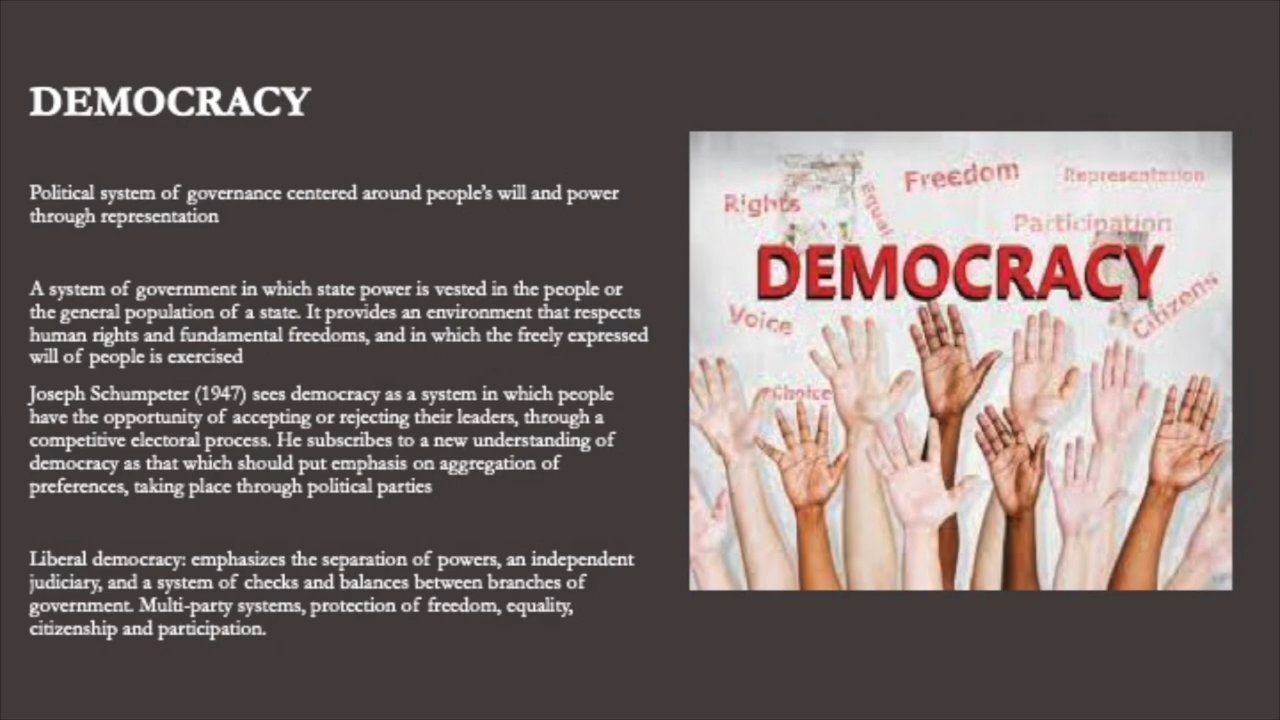 DEMOCRACY
Political system of governance centered around people’s will and power
through representation
A system of government in which state power is vested in the people or
the general population of a state. It provides an environment that respects
human rights and fundamental freedoms, and in which the freely expressed
will of people is exercised
Joseph Schumpeter (1947) sees democracy as a system in which people
have the opportunity of accepting or rejecting their leaders, through a
competitive electoral process. He subscribes to a new understanding of
democracy as that which should put emphasis on aggregation of
preferences, taking place through political parties
Liberal democracy: emphasizes the separation of powers, an independent
judiciary, and a system of checks and balances between branches of
government. Multi-party systems, protection of freedom, equality,
citizenship and participation.
Freedom
Representation
Rights
Equal
Participation
DEMOCRACY
Voice
Citizens
Choice